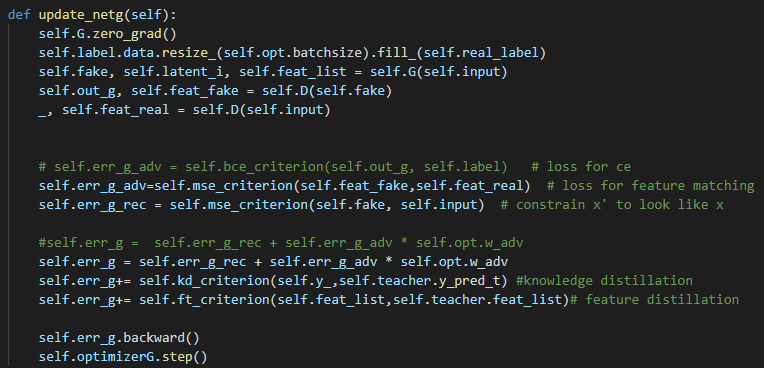 def update_netg(self):
    self.G.zero_grad()
    self.label.data.resize_(self.opt.batchsize).fill_(self.real_label)
    self.fake, self.latent_i, self.feat_list = self.G(self.input)
    self.out_g, self.feat_fake = self.D(self.fake)
    _, self.feat_real = self.D(self.input)
    # self.err_g_adv = self.bce_criterion(self.out_g, self.label)   # loss for ce
    self.err_g_adv=self.mse_criterion(self.feat_fake,self.feat_real)  # loss for feature matching
    self.err_g_rec = self.mse_criterion(self.fake, self.input)  # constrain x' to look like x
    #self.err_g =  self.err_g_rec + self.err_g_adv * self.opt.w_adv
    self.err_g = self.err_g_rec + self.err_g_adv * self.opt.w_adv
    self.err_g+= self.kd_criterion(self.y_,self.teacher.y_pred_t) #knowledge distillation
    self.err_g+= self.ft_criterion(self.feat_list,self.teacher.feat_list)# feature distillation
    self.err_g.backward()
    self.optimizerG.step()